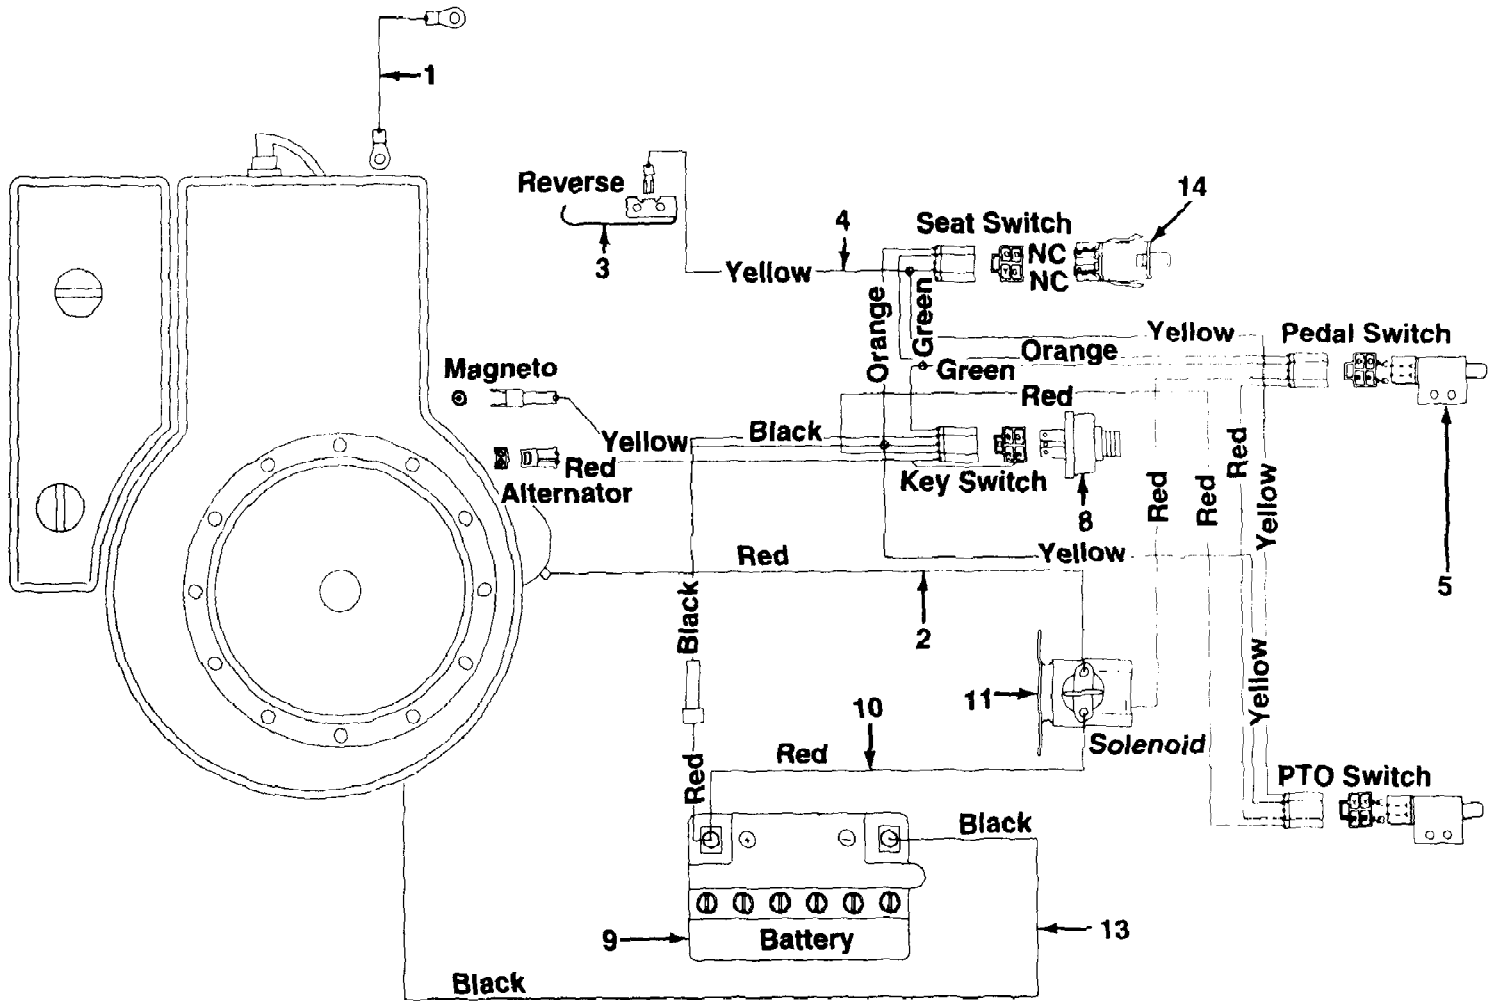 1
Reverse
3
4
Seat Switch
14
NC
NC
Yellow
Orange
Green
Yellow
Pedal Switch
Orange
Green
Red
Magneto
Yellow
Black
Red
Alternator
Key Switch
8
Red
Red
Red
Yellow
5
Red
Yellow
2
Black
Yellow
11
Solenoid
10
Red
Red
PTO Switch
Black
9
Battery
13
Black